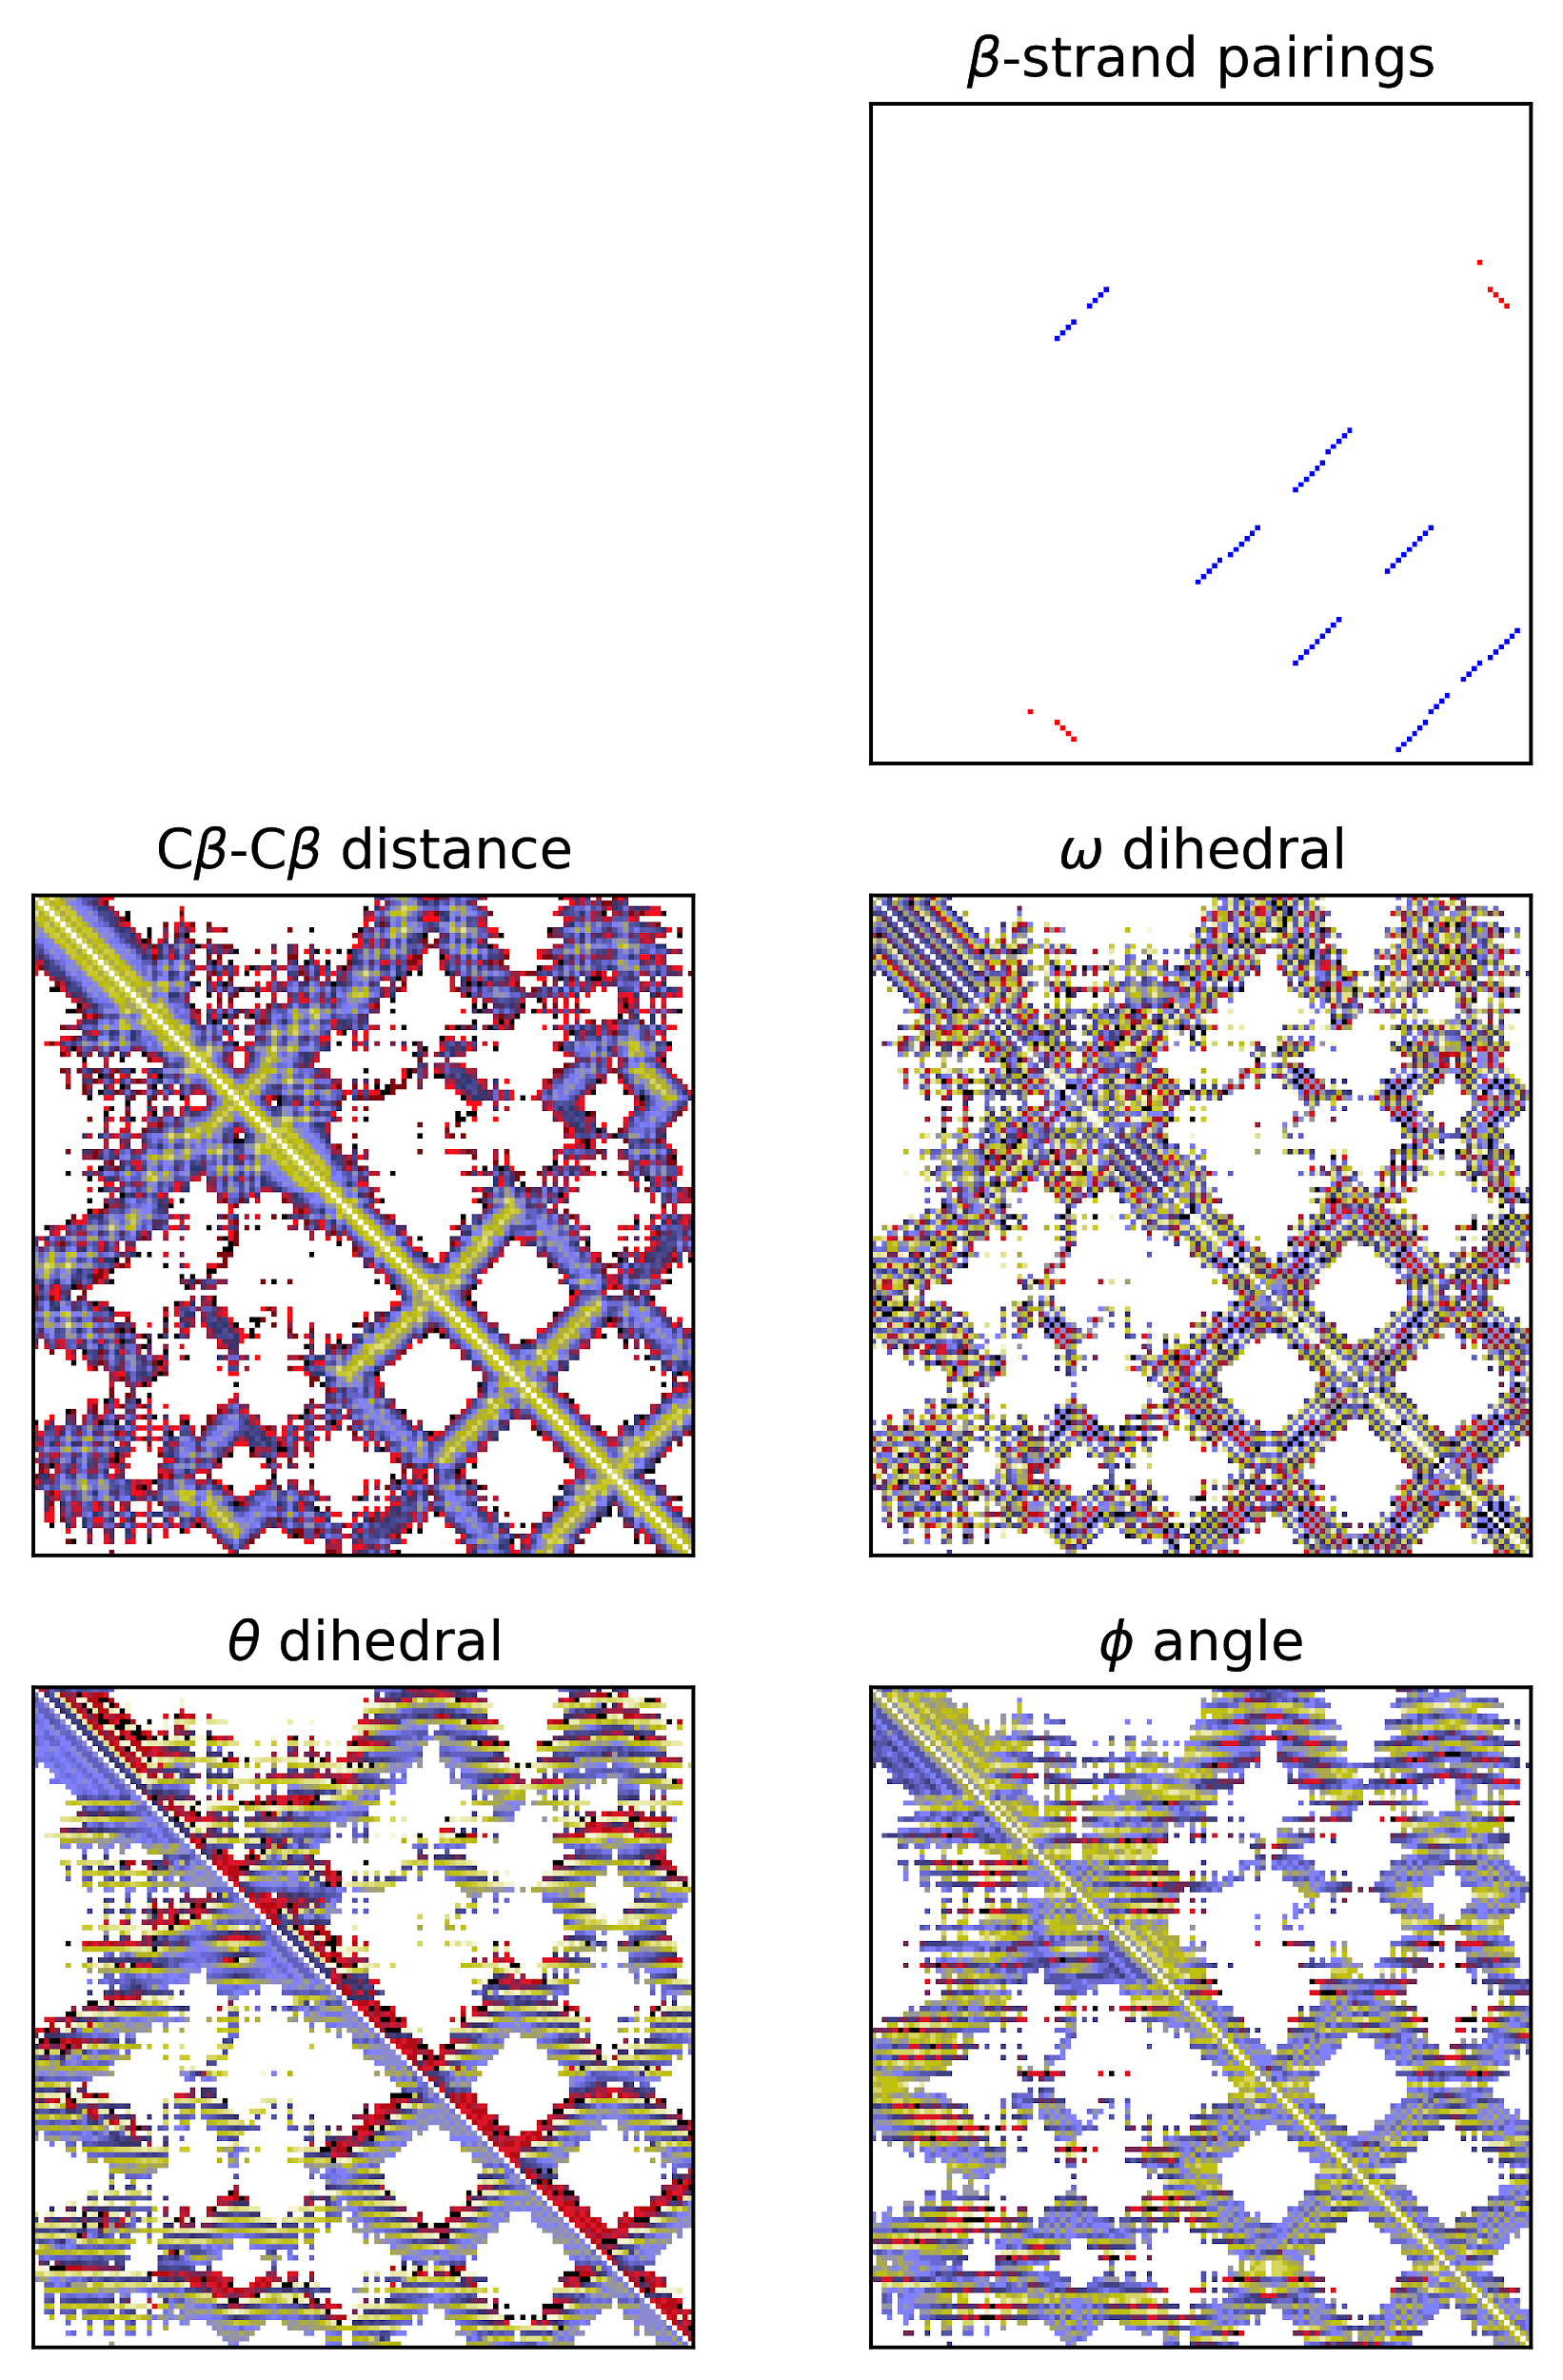 β-strand pairings
Cβ-Cβ distance
ω dihedral
θ dihedral
ϕ angle